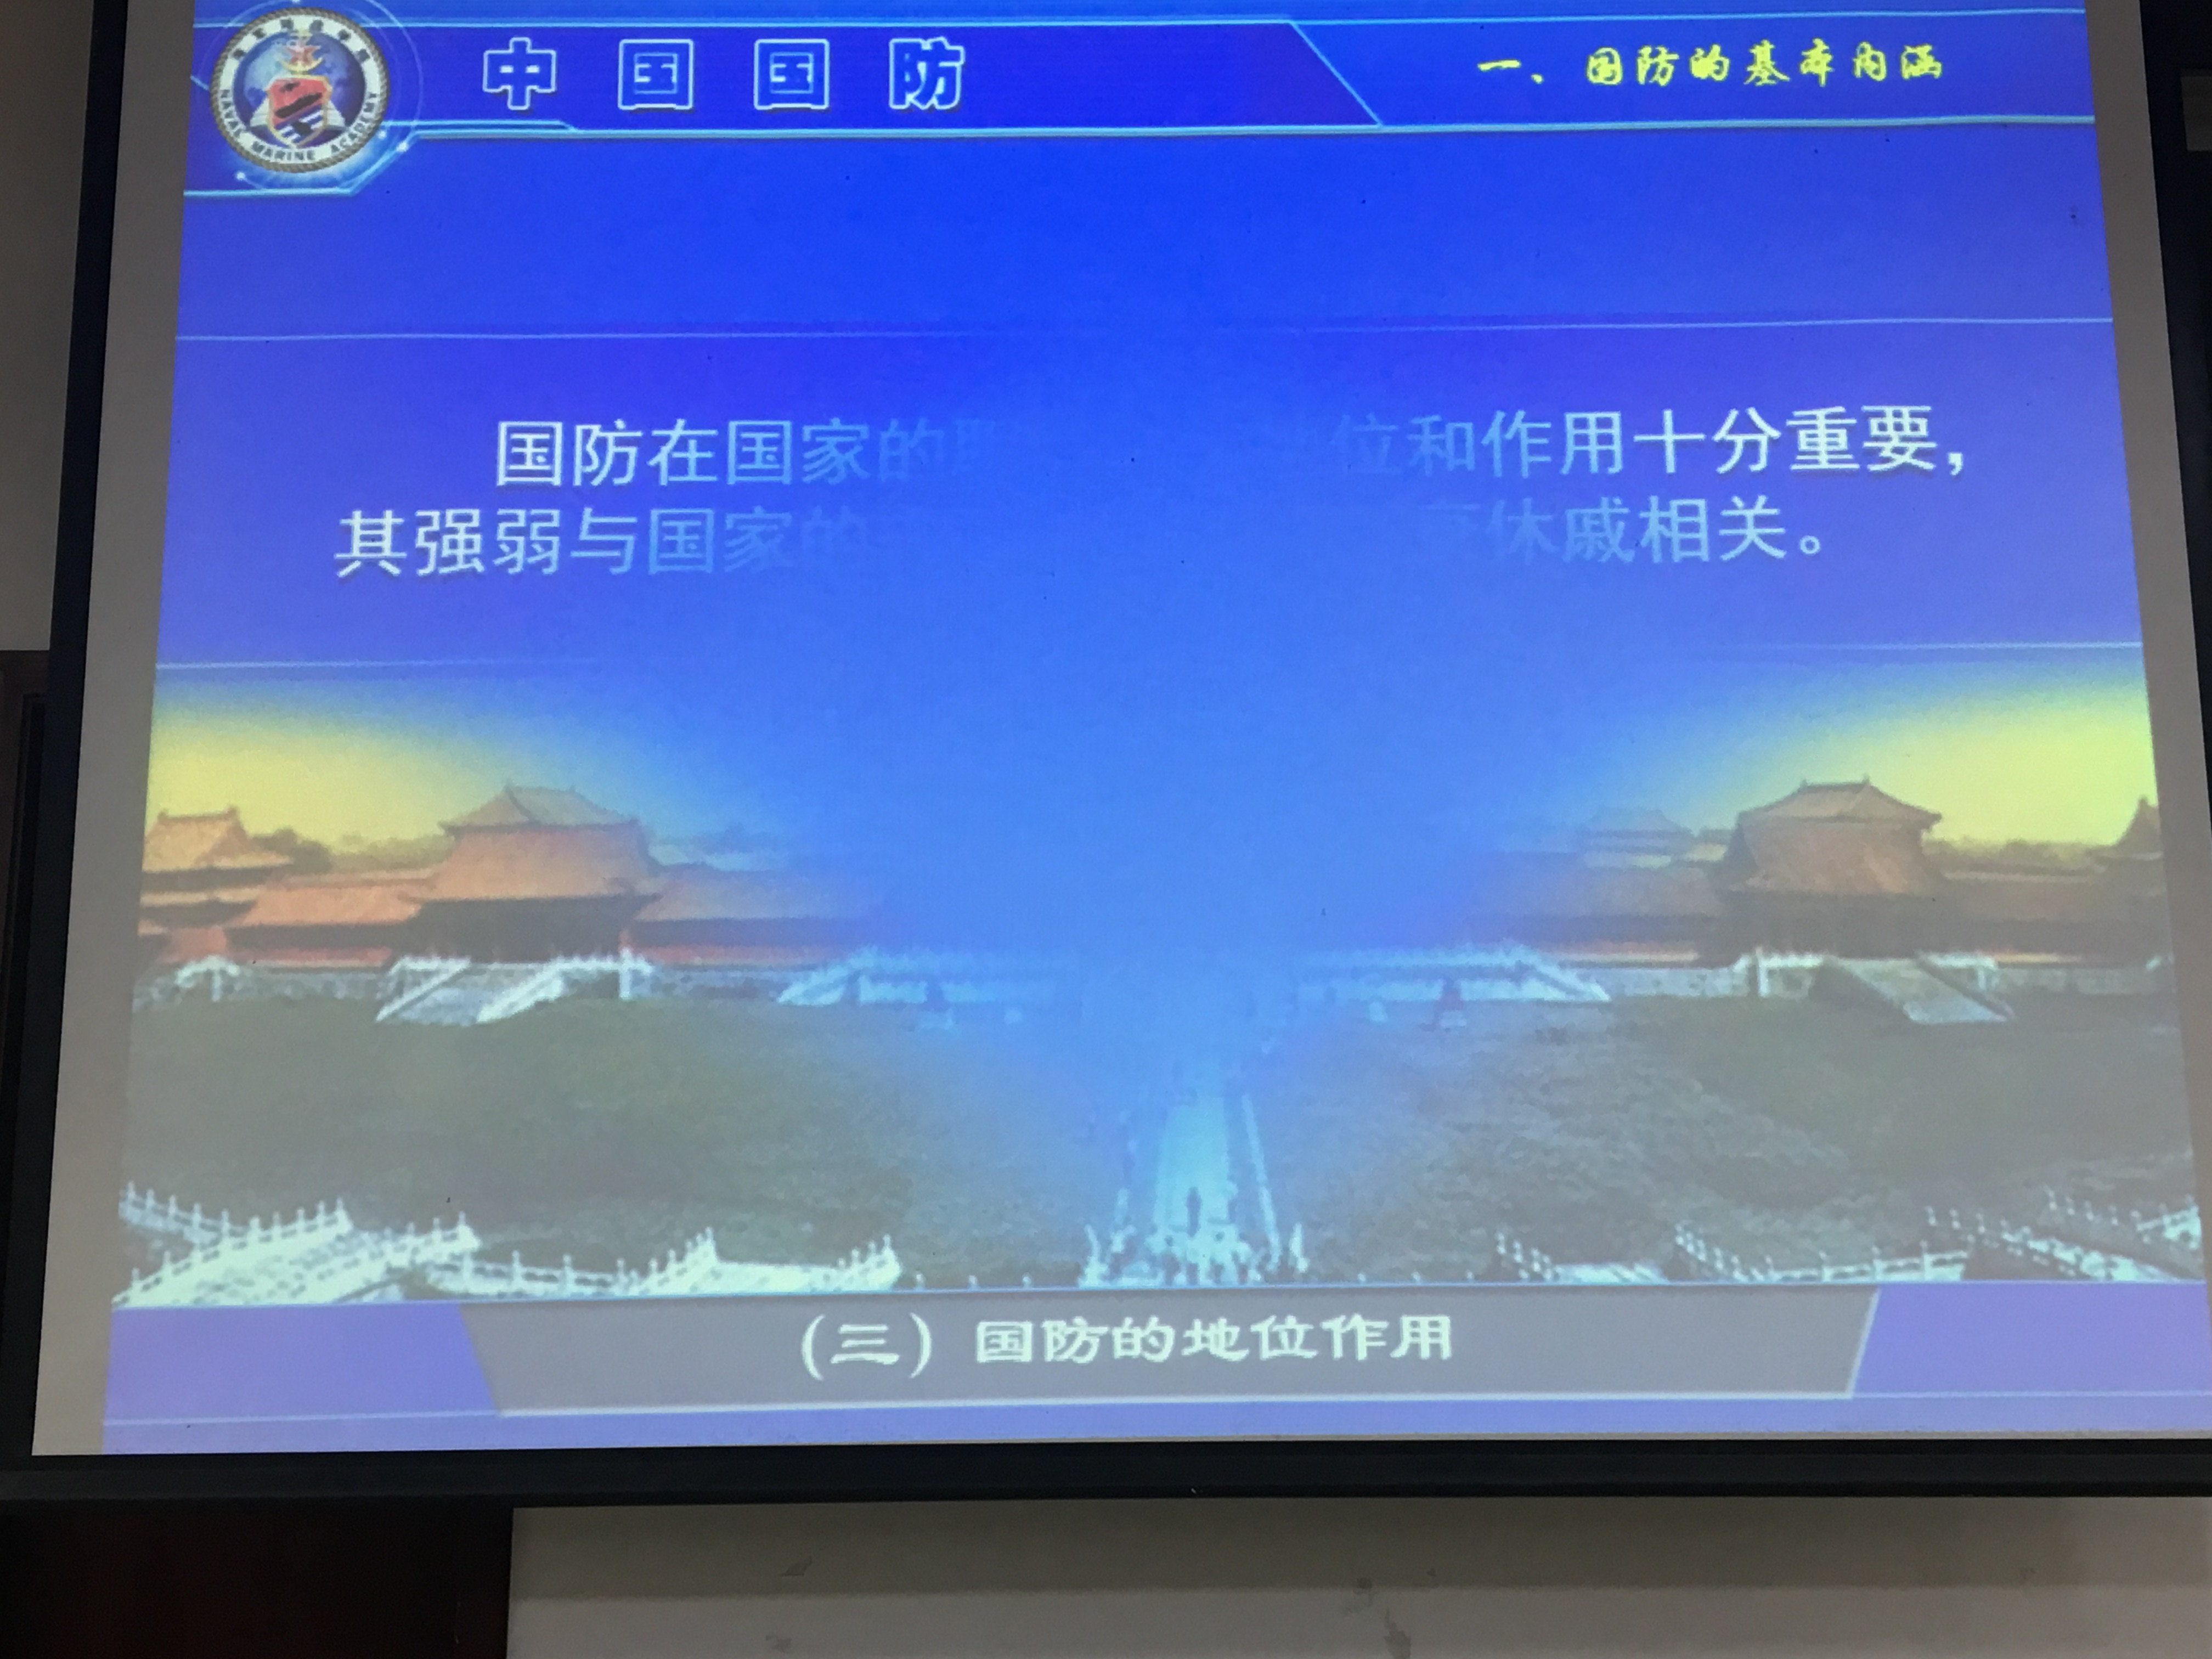 中国国防
一、国防的基本内涵
NAVAL MARINE ACADEMY
国防在国家的 位和作用十分重要，
其强弱与国家的 休戚相关。
（三）国防的地位作用